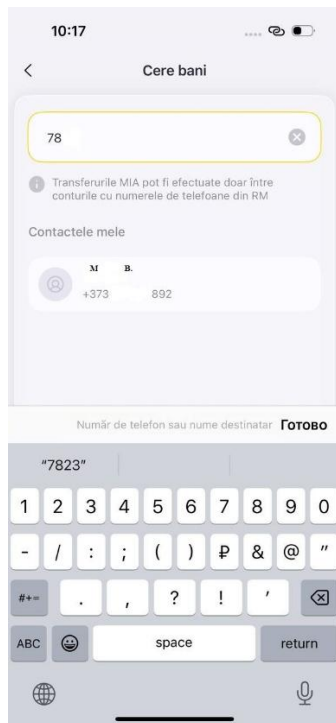 10:17
Cere bani
78
Transferurile MIA pot fi efectuate doar între
conturile cu numerele de telefoane din RM
Contactele mele
M B.
+373 892
Număr de telefon sau nume destinatar Готово
"7823"
1 2 3 4 5 6 7 8 9 0
- / : ; ( ) ₽ & @ "
#+= . , ? ! '
ABC space return